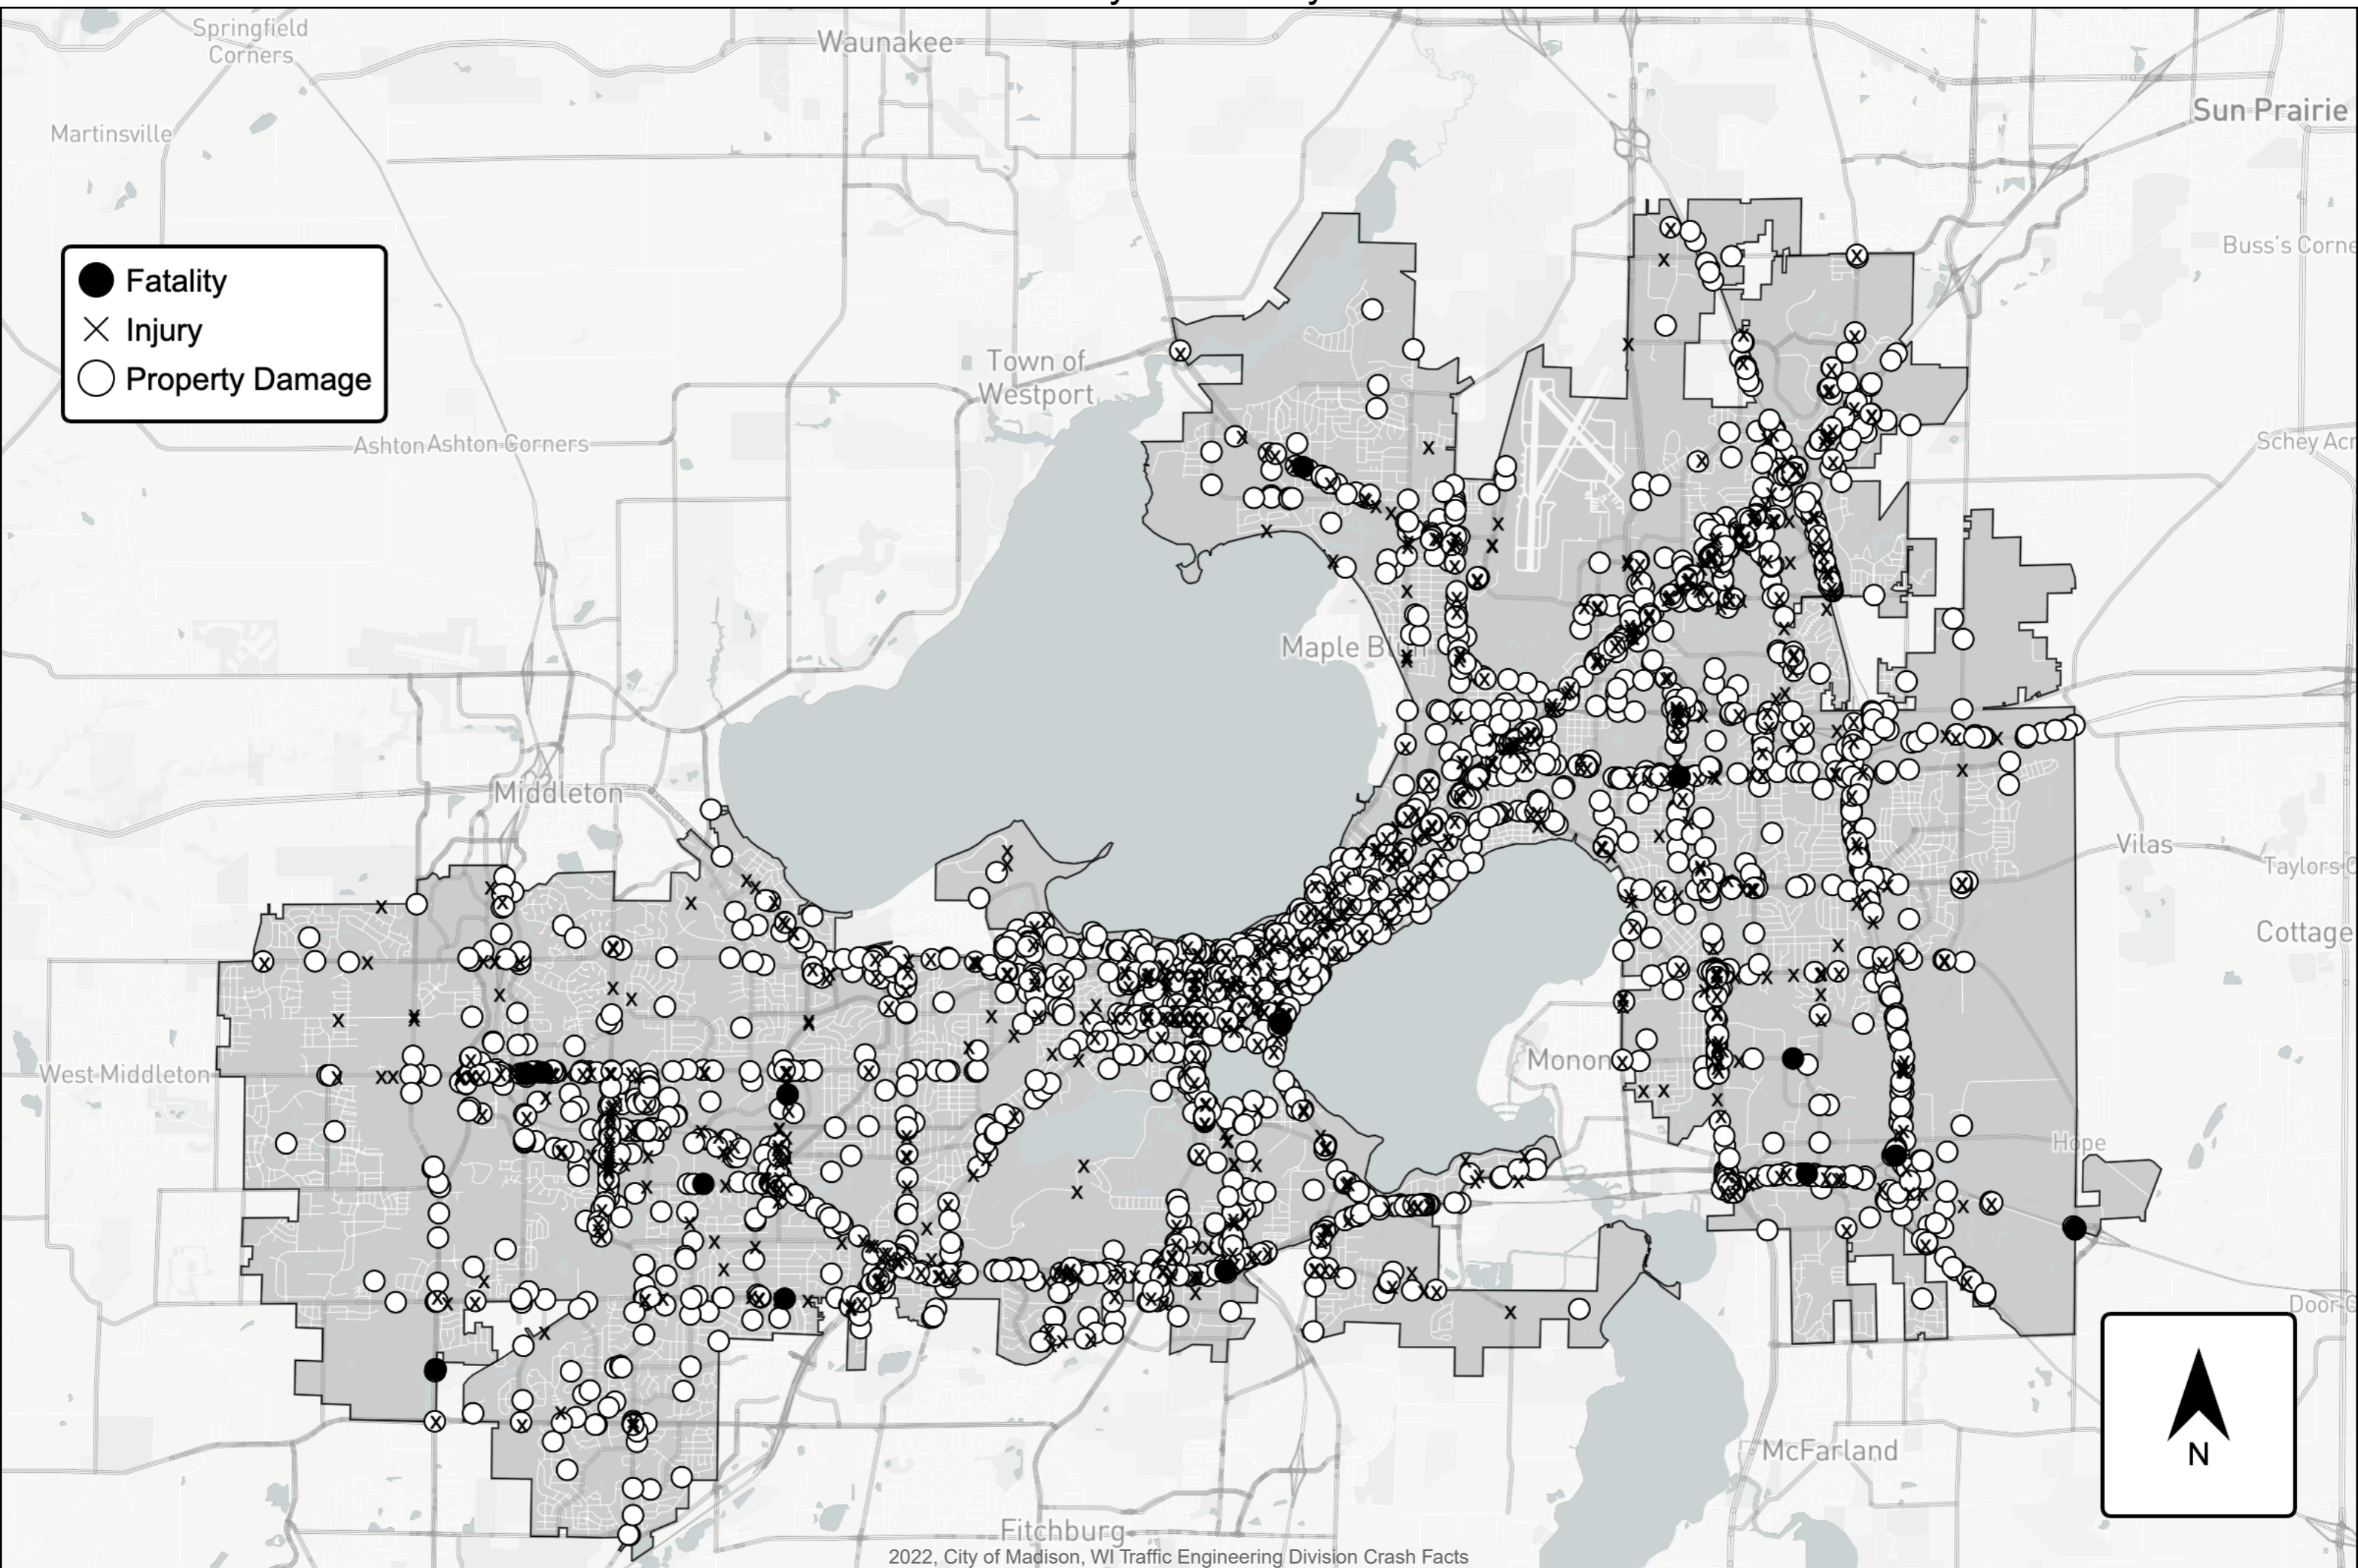 Springfield
Corners
Waunakee
Sun Prairie
Martinsville
Buss's Corne
Fatality
Injury
Property Damage
Town of
Westport
Ashton
Ashton Corners
Schey Acr
Maple Bluff
Middleton
Vilas
Taylors C
Cottage
West Middleton
Monon
Hope
Door C
McFarland
N
Fitchburg
2022, City of Madison, WI Traffic Engineering Division Crash Facts